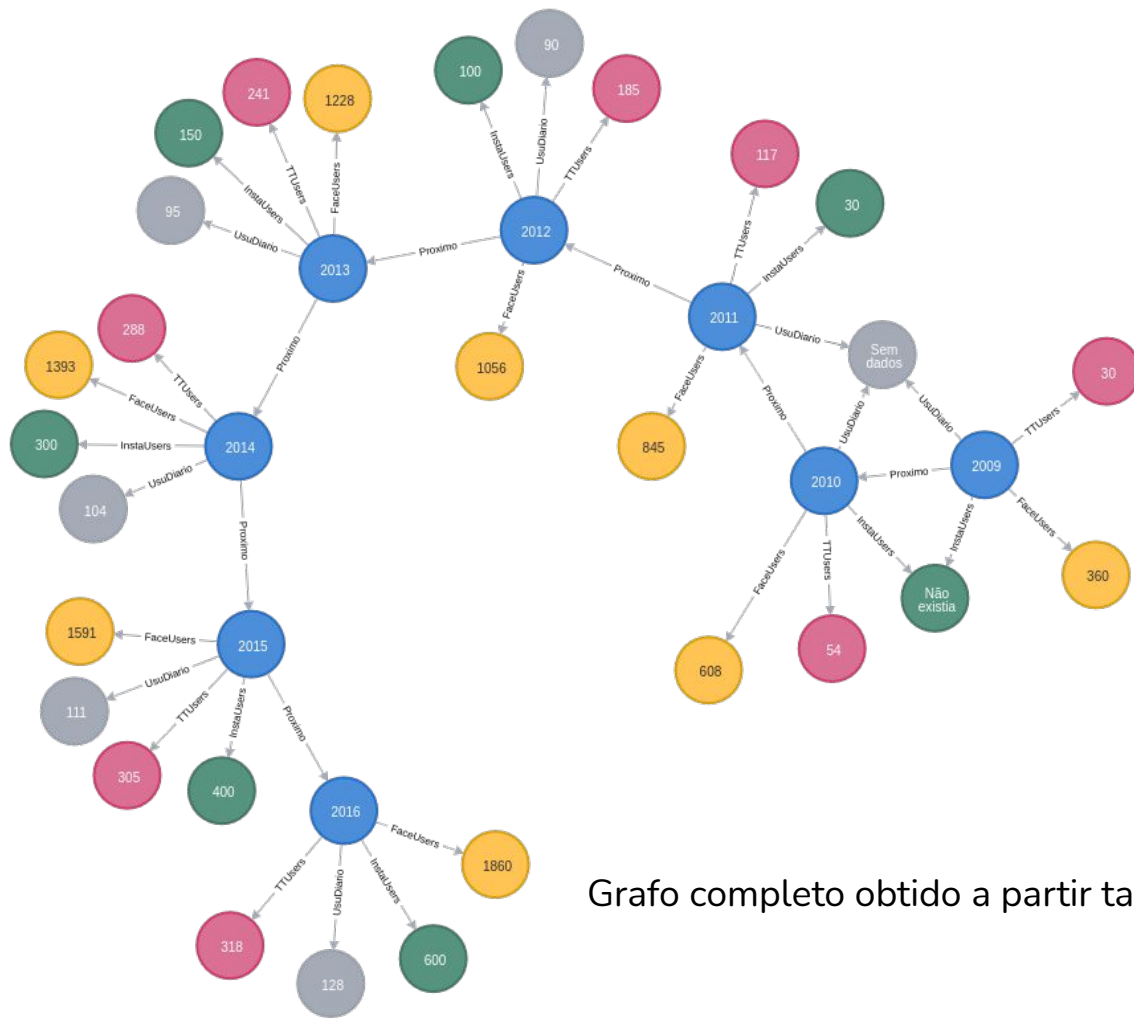 90
100
185
241
1228
150
95
117
30
InstaUsers
UsuDiario
TTUsers
TTUsers
FaceUsers
InstaUsers
UsuDiario
TTUsers
InstaUsers
2012
Proximo
2013
FaceUsers
Proximo
2011
UsuDiario
Sem
dados
1056
FaceUsers
845
288
1393
300
104
Proximo
TTUsers
FaceUsers
InstaUsers
UsuDiario
2014
Proximo
UsuDiario
UsuDiario
TTUsers
30
2010
Proximo
2009
FaceUsers
TTUsers
InstaUsers
InstaUsers
FaceUsers
360
Não
existia
608
54
Proximo
1591
FaceUsers
2015
UsuDiario
111
TTUsers
InstaUsers
Proximo
305
400
2016
FaceUsers
1860
TTUsers
UsuDiario
InstaUsers
318
128
600
Grafo completo obtido a partir ta